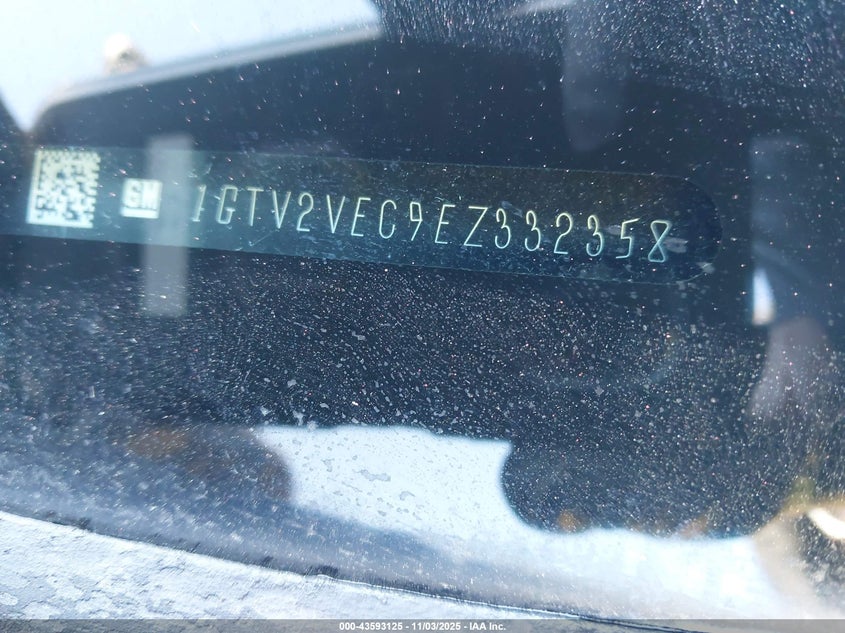 GM 1GTV2VEC9EZ332358
000-43593125 - 11/03/2025 - IAA Inc.